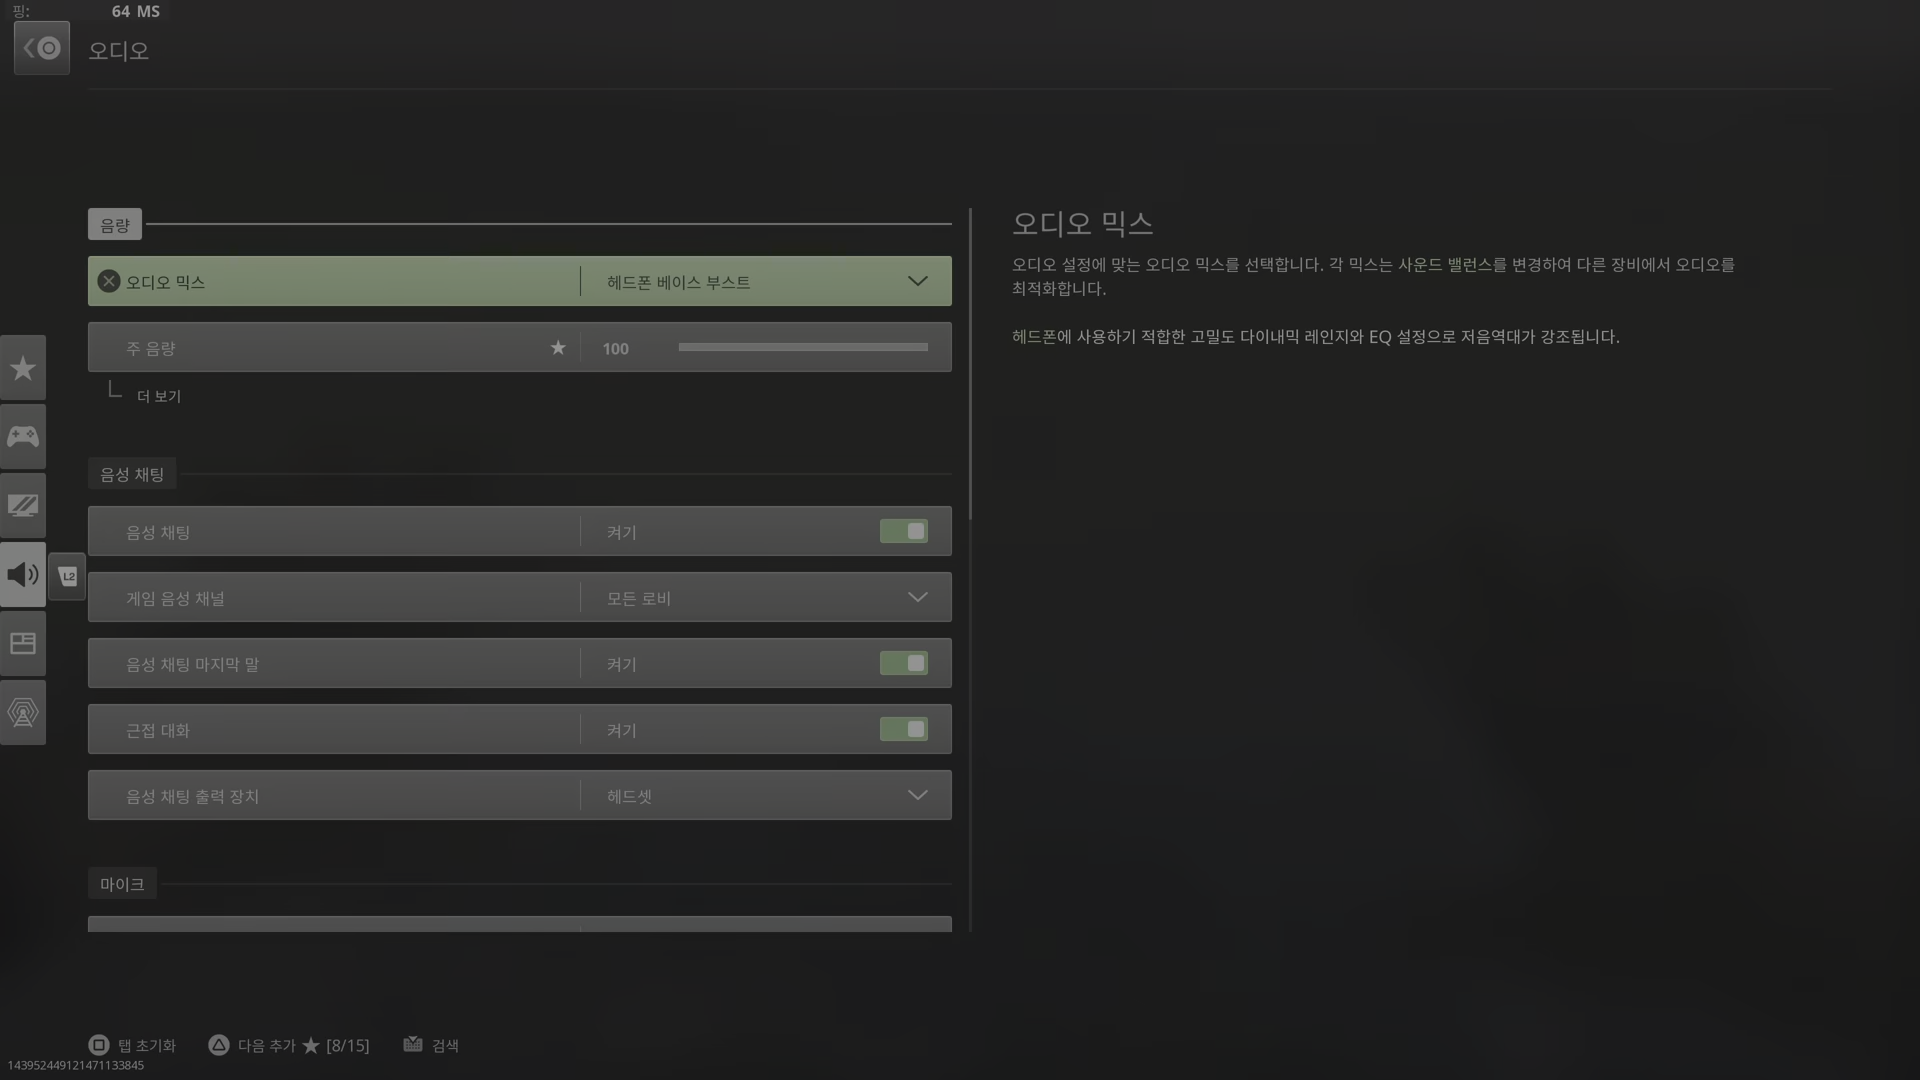 핑: 64 MS
오디오
음량
오디오 믹스 헤드폰 베이스 부스트
주 음량 ★ 100
더 보기
음성 채팅
음성 채팅 켜기
게임 음성 채널 모든 로비
음성 채팅 마지막 말 켜기
근접 대화 켜기
음성 채팅 출력 장치 헤드셋
마이크
L2
오디오 믹스
오디오 설정에 맞는 오디오 믹스를 선택합니다. 각 믹스는 사운드 밸런스를 변경하여 다른 장비에서 오디오를
최적화합니다.
헤드폰에 사용하기 적합한 고밀도 다이내믹 레인지와 EQ 설정으로 저음역대가 강조됩니다.
탭 초기화 다음 추가 ★ [8/15] 검색
143952449121471133845